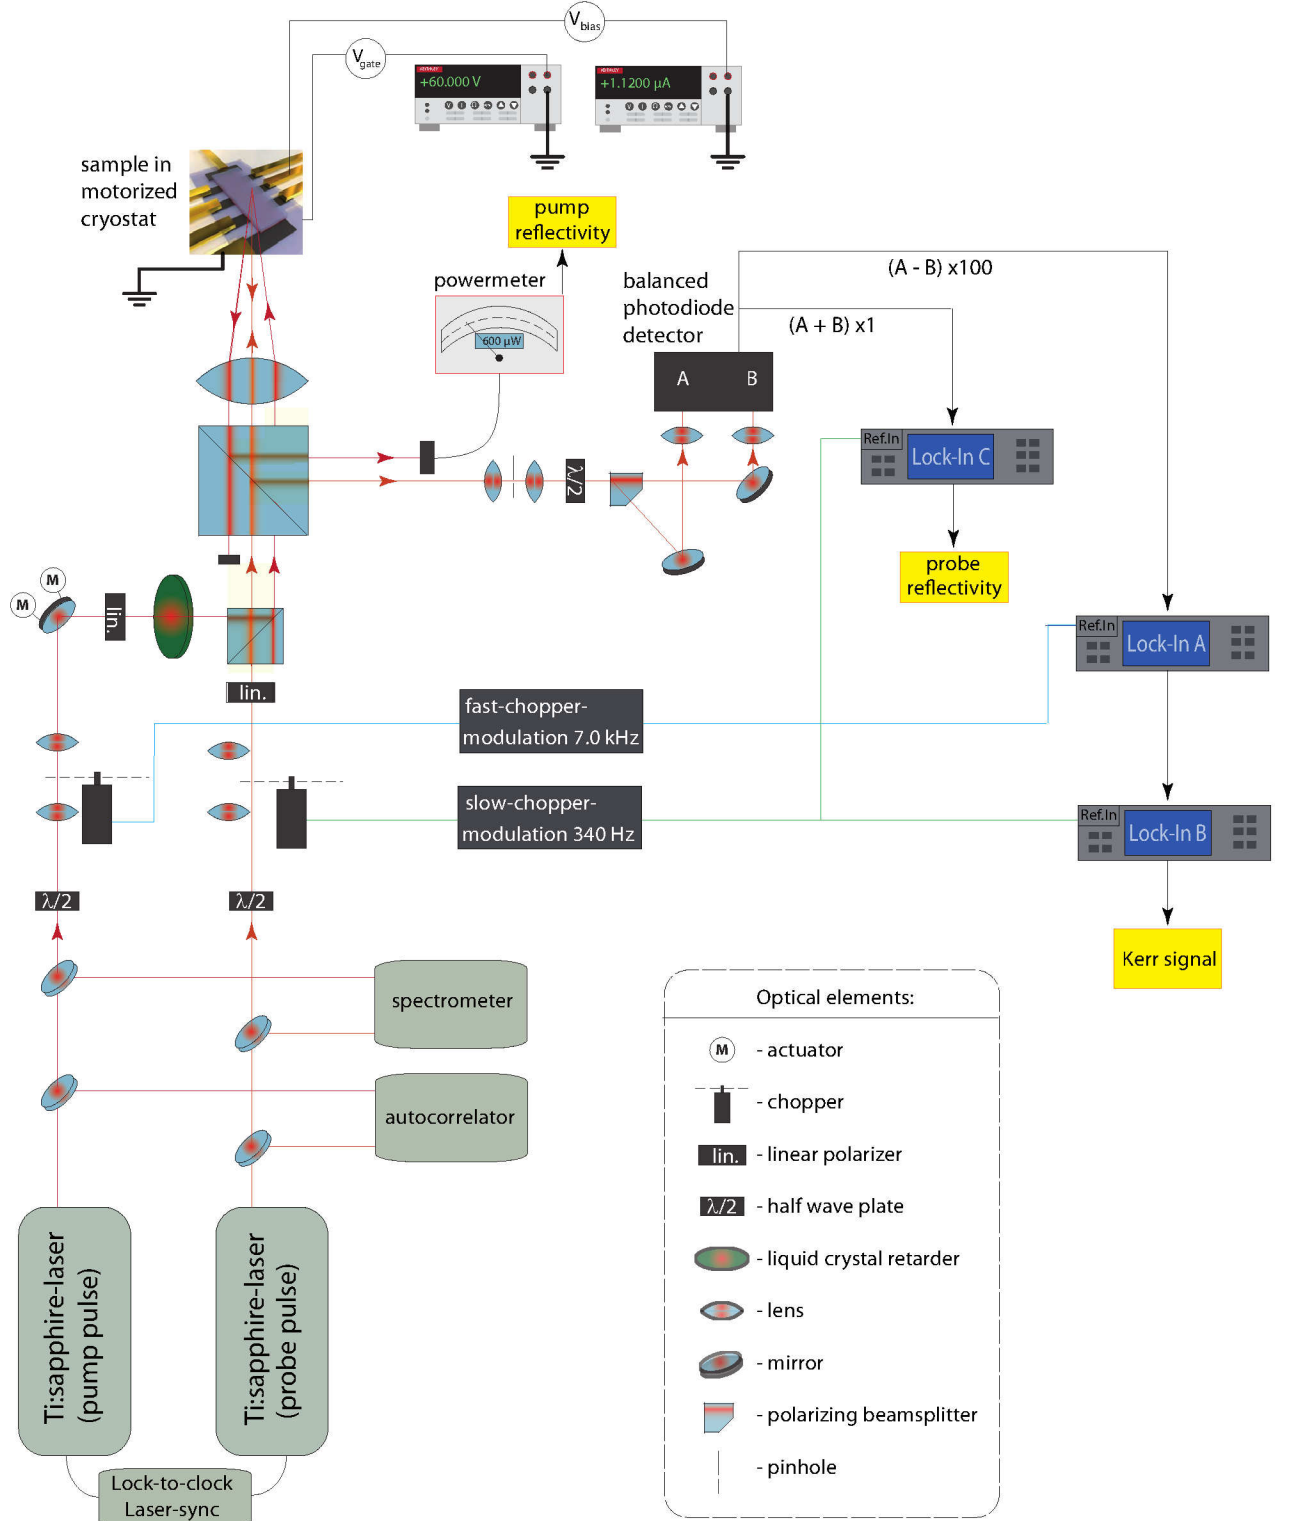 V bias
V gate
KEITHLEY
+60.000 V
KEITHLEY
+1.1200 µA
sample in
motorized
cryostat
pump
reflectivity
powermeter
600 µW
balanced
photodiode
detector
(A - B) x100
(A + B) x1
A
B
Ref.In
Lock-In C
λ/2
probe
reflectivity
M
M
lin.
Ref.In
Lock-In A
lin.
fast-chopper-
modulation 7.0 kHz
slow-chopper-
modulation 340 Hz
Ref.In
Lock-In B
λ/2
λ/2
Kerr signal
spectrometer
autocorrelator
Ti:sapphire-laser
(pump pulse)
Ti:sapphire-laser
(probe pulse)
Lock-to-clock
Laser-sync
Optical elements:
M - actuator
- chopper
lin. - linear polarizer
λ/2 - half wave plate
- liquid crystal retarder
- lens
- mirror
- polarizing beamsplitter
- pinhole